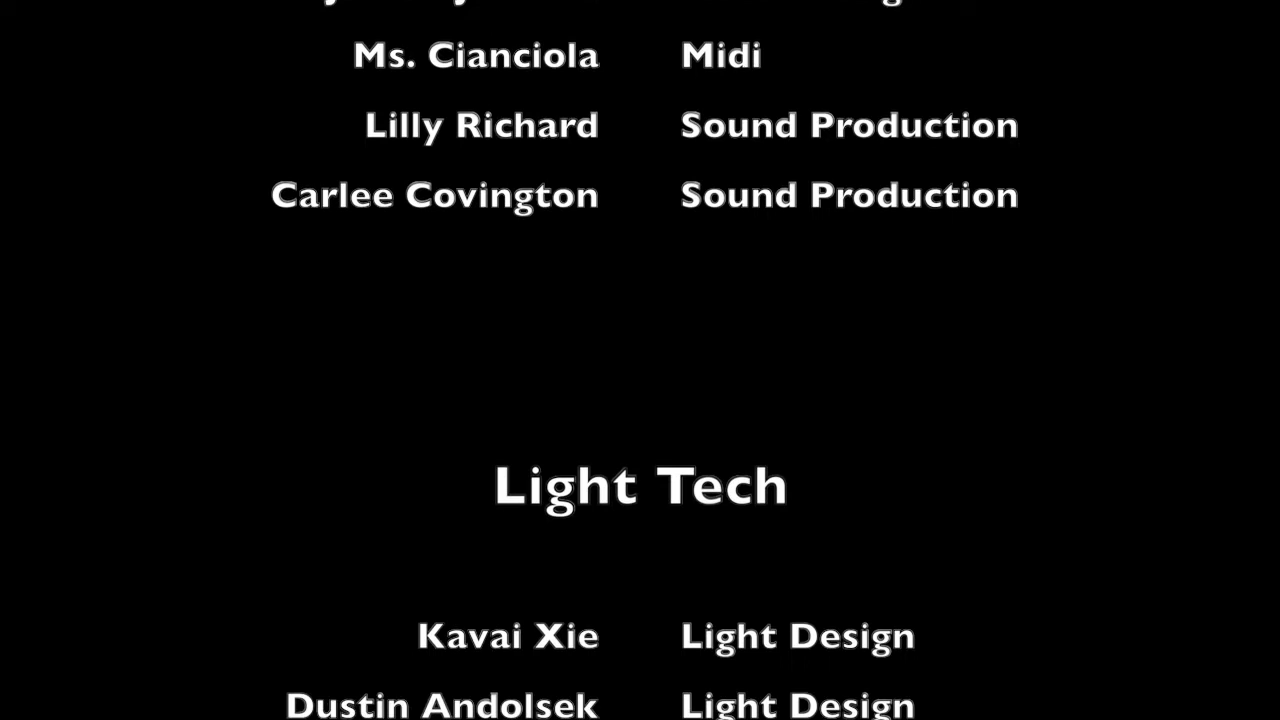 Ms. Cianciola Midi
Lilly Richard Sound Production
Carlee Covington Sound Production
Light Tech
Kavai Xie Light Design
Dustin Andolsek Light Design